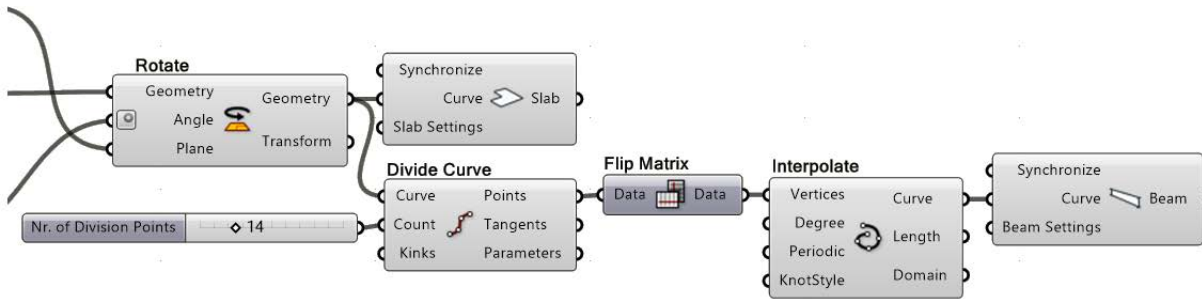 Rotate
Geometry
Angle
Plane
Geometry
Transform
Synchronize
Curve
Slab Settings
Slab
Nr. of Division Points
14
Divide Curve
Curve
Count
Kinks
Points
Tangents
Parameters
Flip Matrix
Data
Data
Interpolate
Vertices
Degree
Periodic
KnotStyle
Curve
Length
Domain
Synchronize
Curve
Beam Settings
Beam